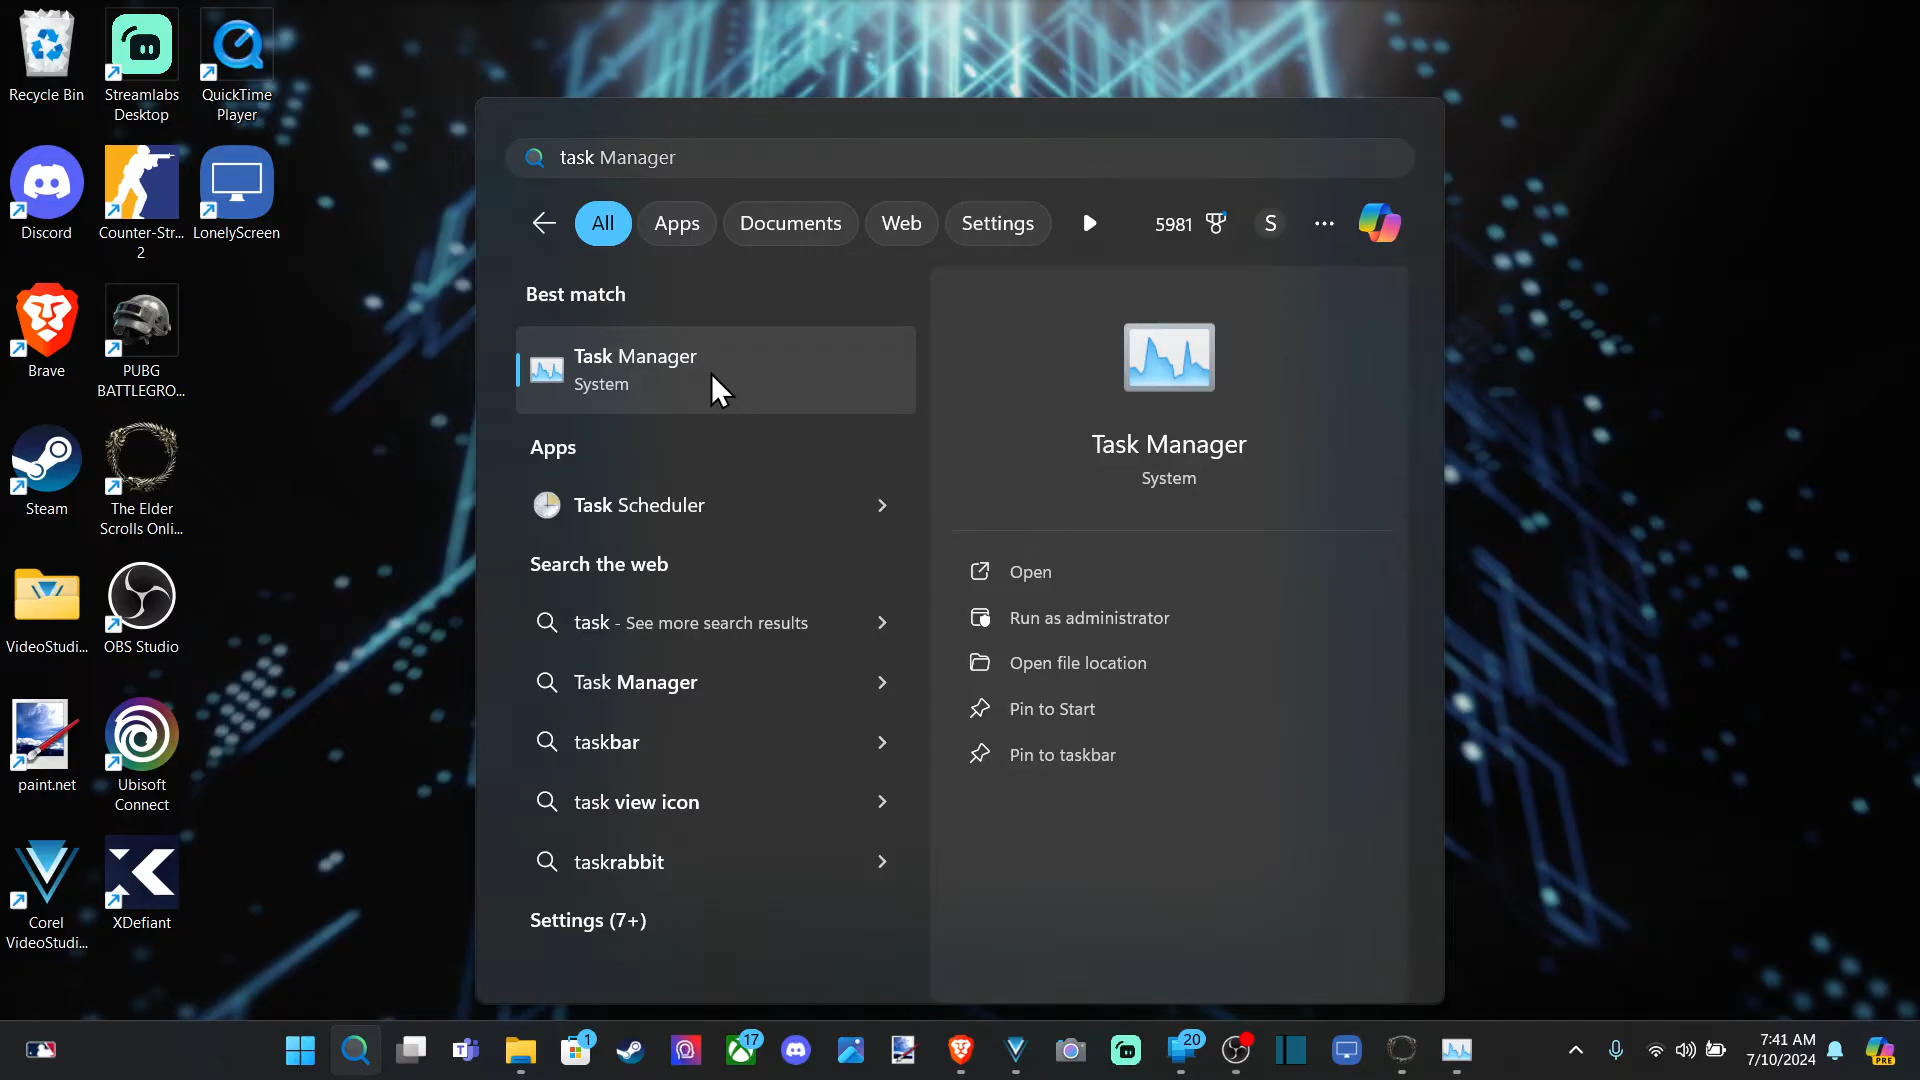 Recycle Bin
Streamlabs
Desktop
QuickTime
Player
Discord
Counter-Str...
2
LonelyScreen
Brave
PUBG
BATTLEGRO...
Steam
The Elder
Scrolls Onli...
VideoStudi...
OBS Studio
paint.net
Ubisoft
Connect
Corel
VideoStudi...
XDefiant
task Manager
All
Apps
Documents
Web
Settings
5981
S
Best match
Task Manager
System
Apps
Task Scheduler
Search the web
task - See more search results
Task Manager
taskbar
task view icon
taskrabbit
Settings (7+)
Task Manager
System
Open
Run as administrator
Open file location
Pin to Start
Pin to taskbar
1
17
20
7:41 AM
7/10/2024
PRE